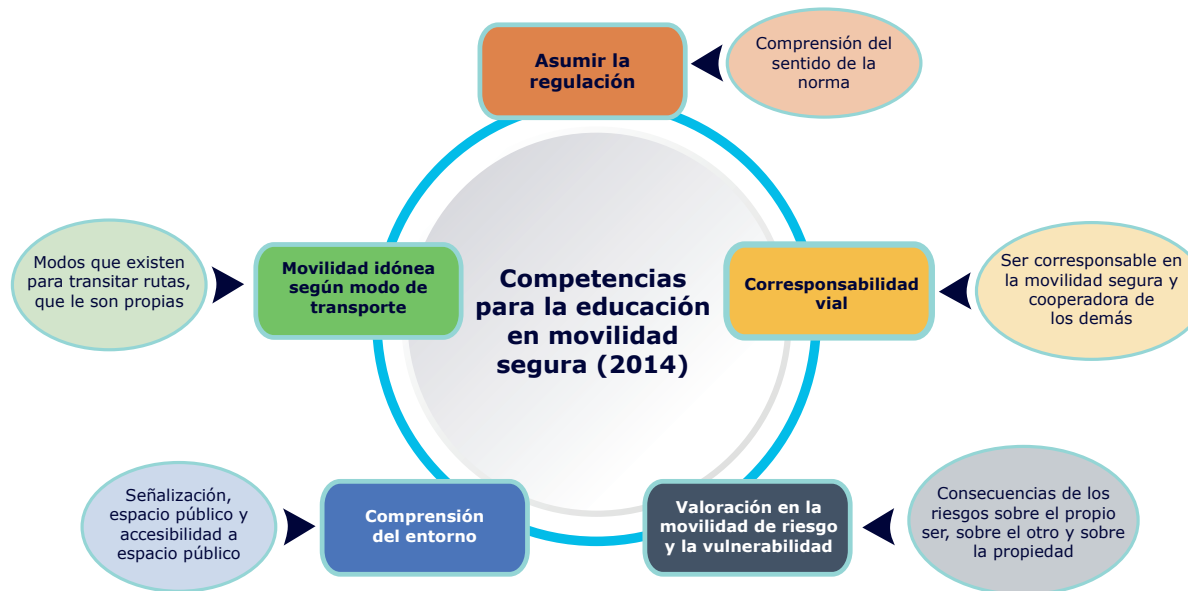 Asumir la
regulación
Comprensión del
sentido de la
norma
Modos que existen
para transitar rutas,
que le son propias
Movilidad idónea
según modo de
transporte
Competencias
para la educación
en movilidad
segura (2014)
Corresponsabilidad
vial
Ser corresponsable en
la movilidad segura y
cooperadora de
los demás
Señalización,
espacio público y
accesibilidad a
espacio público
Comprensión
del entorno
Valoración en la
movilidad de riesgo
y la vulnerabilidad
Consecuencias de los
riesgos sobre el propio
ser, sobre el otro y sobre
la propiedad